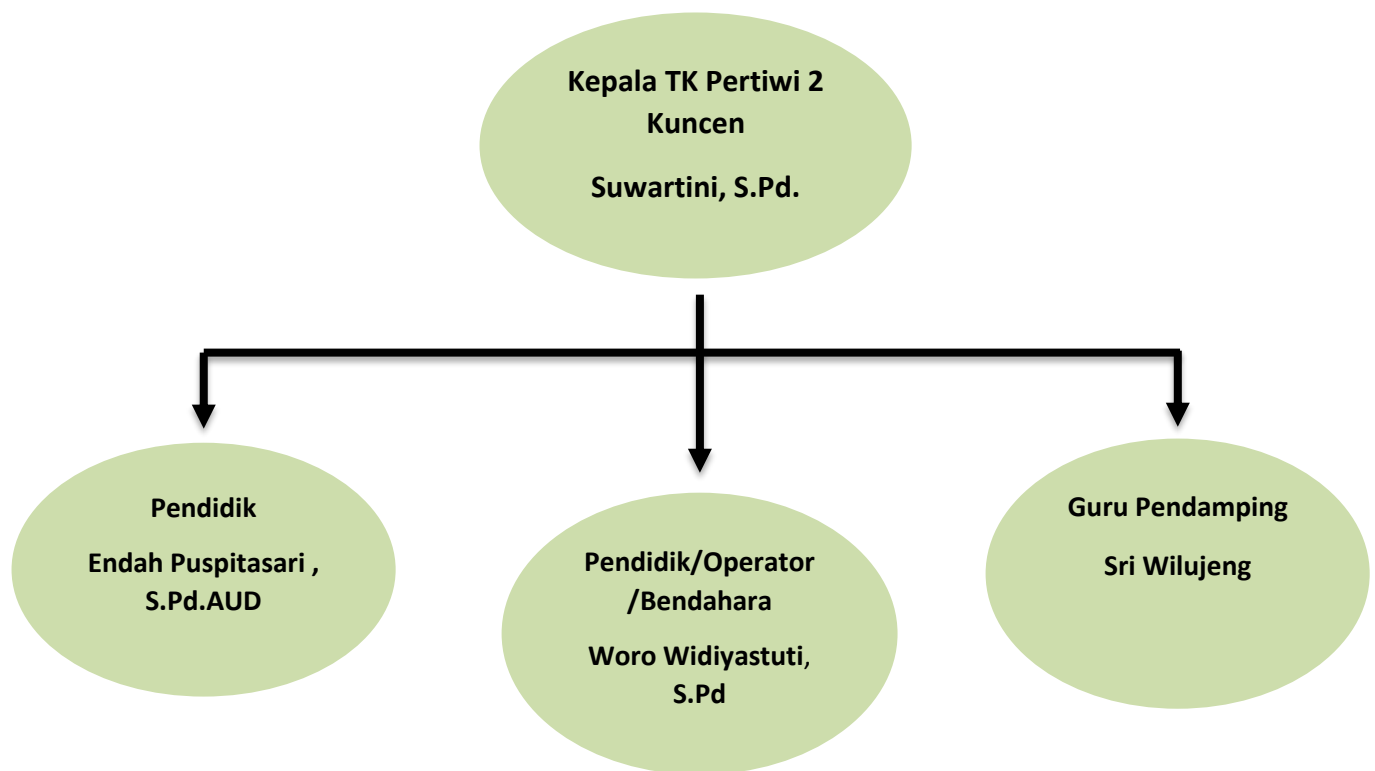 Kepala TK Pertiwi 2
Kuncen
Suwartini, S.Pd.
Pendidik
Endah Puspitasari ,
S.Pd.AUD
Pendidik/Operator
/Bendahara
Woro Widiyastuti,
S.Pd
Guru Pendamping
Sri Wilujeng